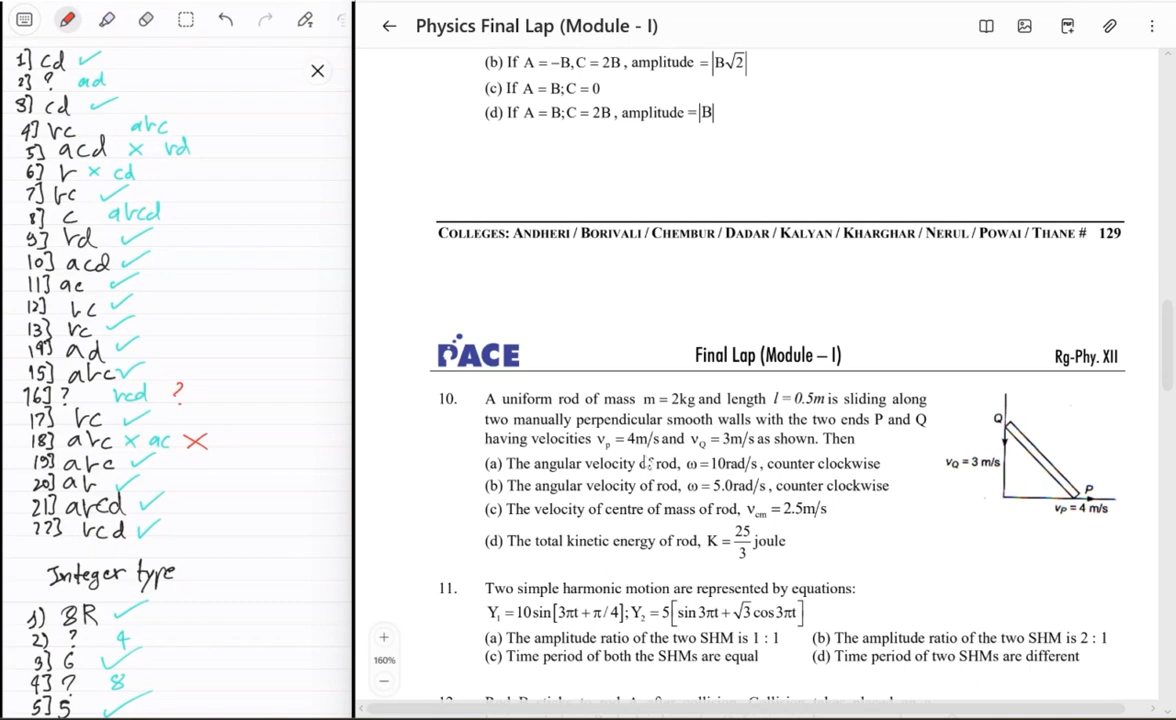 1] cd ✓
2] ? ad
3] cd ✓
4] bc abc
5] acd × bd
6] b × cd
7] bc ✓
8] c abcd
9] bd ✓
10] acd ✓
11] ac ✓
12] bc ✓
13] bc ✓
14] ad ✓
15] abc ✓
16] ? bcd ?
17] bc ✓
18] abc × ac ×
19] abc ✓
20] ab ✓
21] abcd ✓
22] bcd ✓
Integer type
1) 8R ✓
2) ? 4
3] 6 ✓
4] ? 8
5] 5 ✓
Physics Final Lap (Module - I)
(b) If A = −B, C = 2B , amplitude = |B√2|
(c) If A = B; C = 0
(d) If A = B; C = 2B , amplitude = |B|
COLLEGES: ANDHERI / BORIVALI / CHEMBUR / DADAR / KALYAN / KHARGHAR / NERUL / POWAI / THANE # 129
PACE Final Lap (Module – I) Rg-Phy. XII
10. A uniform rod of mass m = 2kg and length l = 0.5m is sliding along
two manually perpendicular smooth walls with the two ends P and Q
having velocities vₚ = 4m/s and v_Q = 3m/s as shown. Then
(a) The angular velocity of rod, ω = 10rad/s , counter clockwise
(b) The angular velocity of rod, ω = 5.0rad/s , counter clockwise
(c) The velocity of centre of mass of rod, v_cm = 2.5m/s
(d) The total kinetic energy of rod, K = 25/3 joule
Q
v_Q = 3 m/s
P
v_P = 4 m/s
11. Two simple harmonic motion are represented by equations:
Y₁ = 10sin[3πt + π/4]; Y₂ = 5[sin3πt + √3 cos3πt]
(a) The amplitude ratio of the two SHM is 1 : 1 (b) The amplitude ratio of the two SHM is 2 : 1
(c) Time period of both the SHMs are equal (d) Time period of two SHMs are different
160%